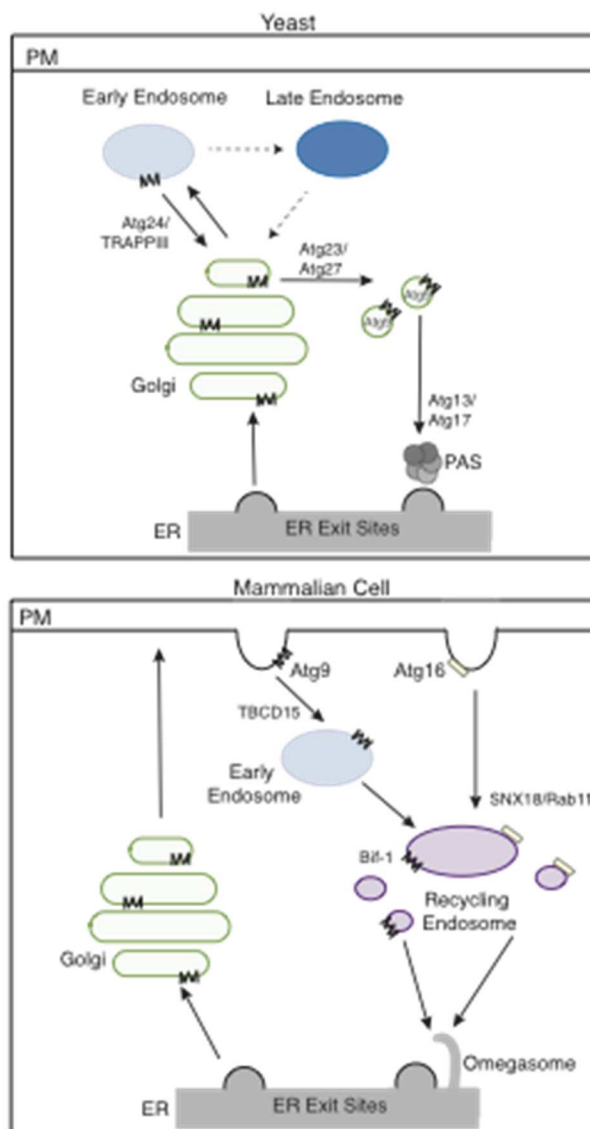 Yeast
PM
Early Endosome
Late Endosome
Atg24/
TRAPPIII
Atg23/
Atg27
Atg9
Atg9
Golgi
Atg13/
Atg17
PAS
ER
ER Exit Sites
Mammalian Cell
PM
Atg9
Atg16
TBCD15
Early
Endosome
SNX18/Rab11
Bif-1
Recycling
Endosome
Golgi
Omegasome
ER
ER Exit Sites